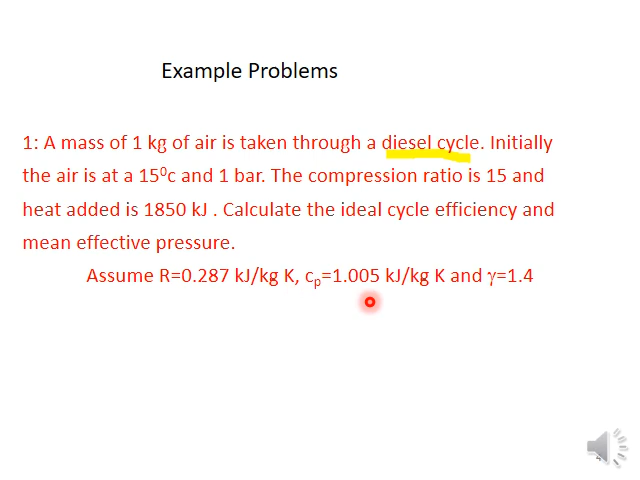 Example Problems
1: A mass of 1 kg of air is taken through a diesel cycle. Initially
the air is at a 15⁰c and 1 bar. The compression ratio is 15 and
heat added is 1850 kJ . Calculate the ideal cycle efficiency and
mean effective pressure.
Assume R=0.287 kJ/kg K, cₚ=1.005 kJ/kg K and γ=1.4